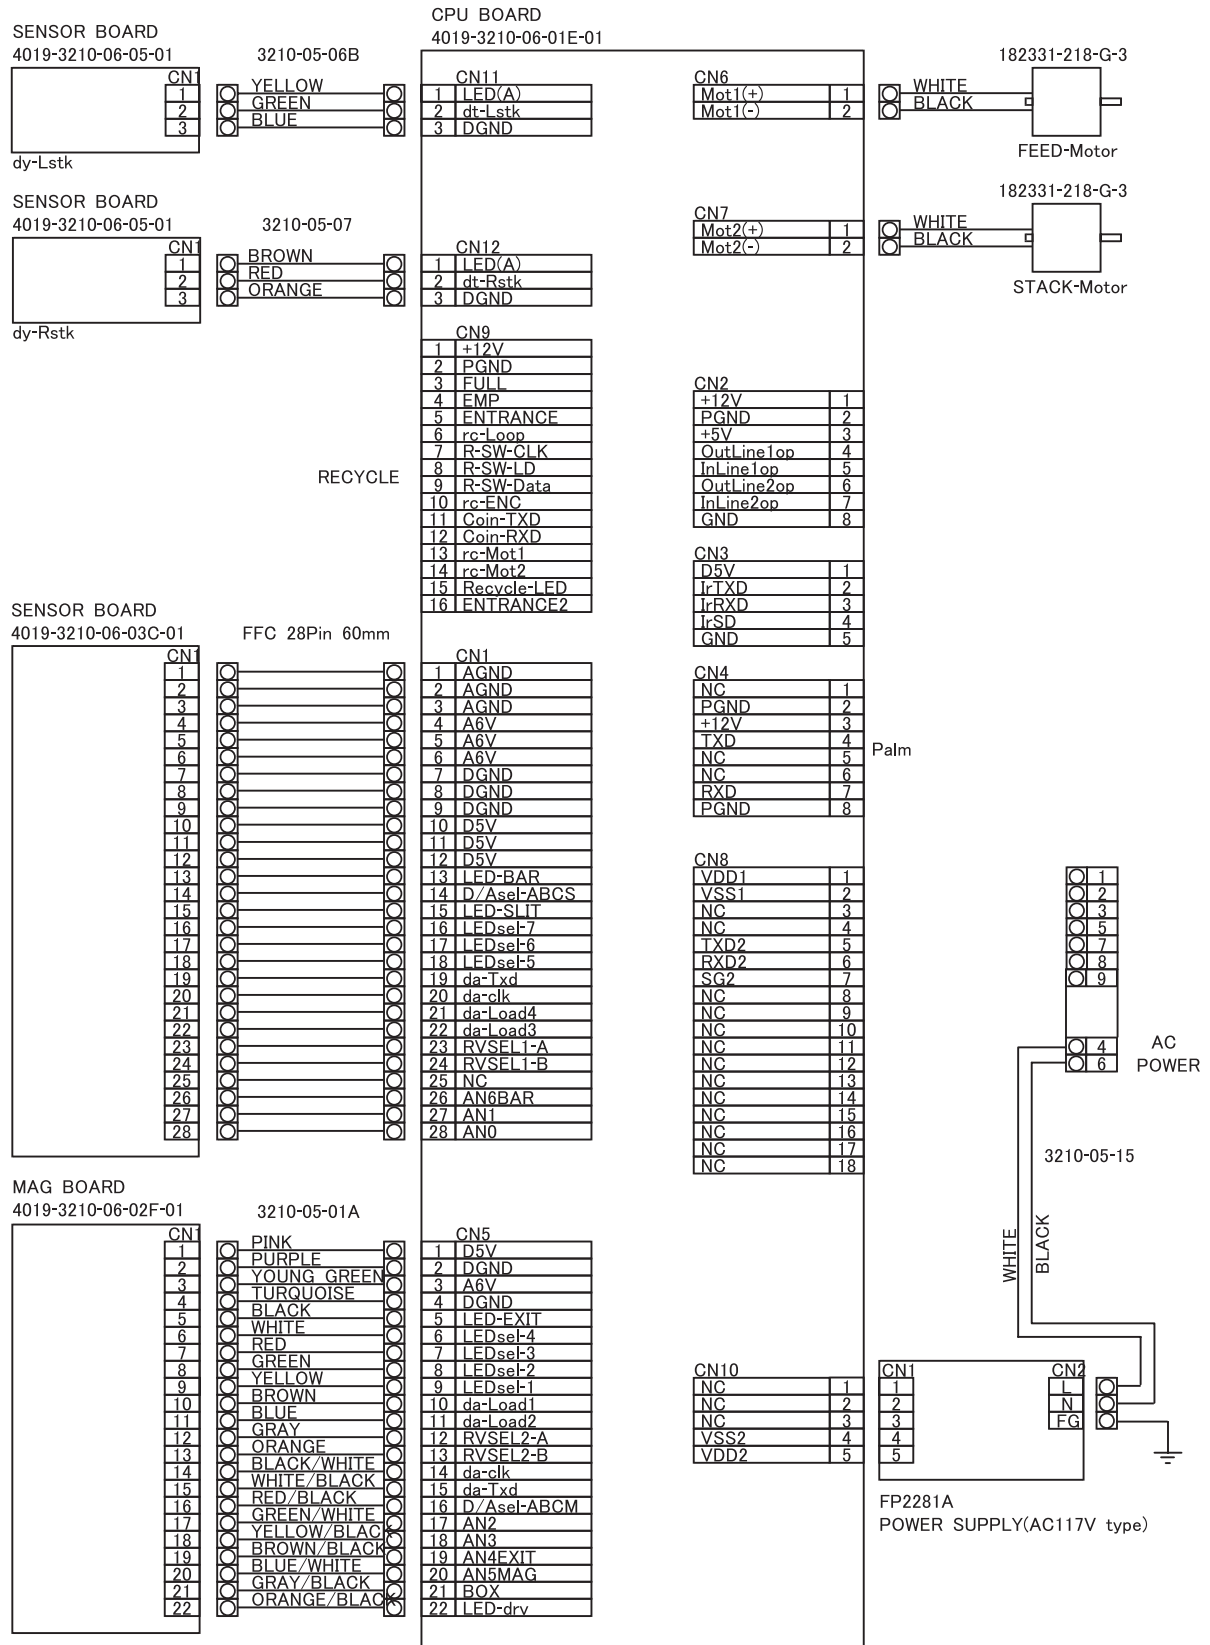 CPU BOARD
4019-3210-06-01E-01
SENSOR BOARD
4019-3210-06-05-01
3210-05-06B
CN1
1 YELLOW
2 GREEN
3 BLUE
dy-Lstk
CN11
1 LED(A)
2 dt-Lstk
3 DGND
SENSOR BOARD
4019-3210-06-05-01
3210-05-07
CN1
1 BROWN
2 RED
3 ORANGE
dy-Rstk
CN12
1 LED(A)
2 dt-Rstk
3 DGND
RECYCLE
CN9
1 +12V
2 PGND
3 FULL
4 EMP
5 ENTRANCE
6 rc-Loop
7 R-SW-CLK
8 R-SW-LD
9 R-SW-Data
10 rc-ENC
11 Coin-TXD
12 Coin-RXD
13 rc-Mot1
14 rc-Mot2
15 Recycle-LED
16 ENTRANCE2
SENSOR BOARD
4019-3210-06-03C-01
FFC 28Pin 60mm
CN1
1
2
3
4
5
6
7
8
9
10
11
12
13
14
15
16
17
18
19
20
21
22
23
24
25
26
27
28
CN1
1 AGND
2 AGND
3 AGND
4 A6V
5 A6V
6 A6V
7 DGND
8 DGND
9 DGND
10 D5V
11 D5V
12 D5V
13 LED-BAR
14 D/Asel-ABCS
15 LED-SLIT
16 LEDsel-7
17 LEDsel-6
18 LEDsel-5
19 da-Txd
20 da-clk
21 da-Load4
22 da-Load3
23 RVSEL1-A
24 RVSEL1-B
25 NC
26 AN6BAR
27 AN1
28 AN0
MAG BOARD
4019-3210-06-02F-01
3210-05-01A
CN1
1 PINK
2 PURPLE
3 YOUNG GREEN
4 TURQUOISE
5 BLACK
6 WHITE
7 RED
8 GREEN
9 YELLOW
10 BROWN
11 BLUE
12 GRAY
13 ORANGE
14 BLACK/WHITE
15 WHITE/BLACK
16 RED/BLACK
17 GREEN/WHITE
18 YELLOW/BLACK
19 BROWN/BLACK
20 BLUE/WHITE
21 GRAY/BLACK
22 ORANGE/BLACK
CN5
1 D5V
2 DGND
3 A6V
4 DGND
5 LED-EXIT
6 LEDsel-4
7 LEDsel-3
8 LEDsel-2
9 LEDsel-1
10 da-Load1
11 da-Load2
12 RVSEL2-A
13 RVSEL2-B
14 da-clk
15 da-Txd
16 D/Asel-ABCM
17 AN2
18 AN3
19 AN4EXIT
20 AN5MAG
21 BOX
22 LED-drv
CN6
Mot1(+) 1
Mot1(-) 2
182331-218-G-3
WHITE
BLACK
FEED-Motor
CN7
Mot2(+) 1
Mot2(-) 2
182331-218-G-3
WHITE
BLACK
STACK-Motor
CN2
+12V 1
PGND 2
+5V 3
OutLine1op 4
InLine1op 5
OutLine2op 6
InLine2op 7
GND 8
CN3
D5V 1
IrTXD 2
IrRXD 3
IrSD 4
GND 5
CN4
NC 1
PGND 2
+12V 3
TXD 4
NC 5
NC 6
RXD 7
PGND 8
Palm
CN8
VDD1 1
VSS1 2
NC 3
NC 4
TXD2 5
RXD2 6
SG2 7
NC 8
NC 9
NC 10
NC 11
NC 12
NC 13
NC 14
NC 15
NC 16
NC 17
NC 18
1
2
3
5
7
8
9
4
6
AC
POWER
3210-05-15
WHITE
BLACK
CN10
NC 1
NC 2
NC 3
VSS2 4
VDD2 5
CN1
1
2
3
4
5
CN2
L
N
FG
FP2281A
POWER SUPPLY(AC117V type)